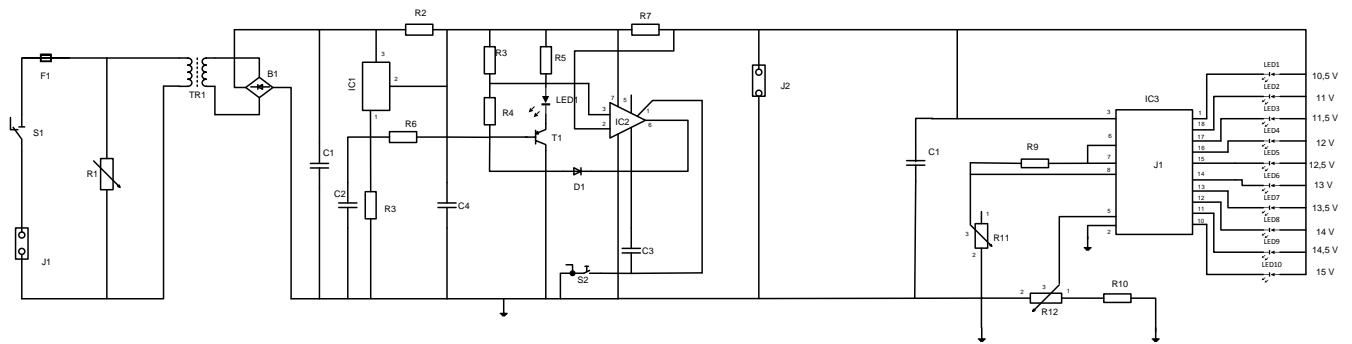 F1
S1
R1
J1
TR1
B1
C1
3
IC1
2
1
R2
R6
C2
R3
C4
R3
R4
R5
LED1
T1
D1
7
5
3
2
IC2
1
6
R7
C3
S2
J2
C1
IC3
J1
3
6
7
8
5
2
1
18
17
16
15
14
13
12
11
10
R9
1
3
R11
2
2
3
1
R12
R10
LED1
10,5 V
LED2
11 V
LED3
11,5 V
LED4
12 V
LED5
12,5 V
LED6
13 V
LED7
13,5 V
LED8
14 V
LED9
14,5 V
LED10
15 V